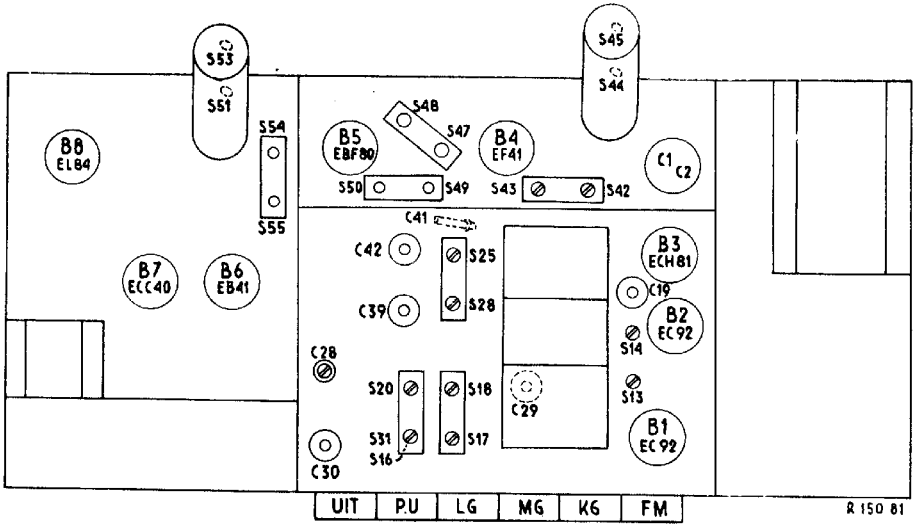 S53
S51
S45
S44
S48
S47
B8
EL84
S54
S55
B5
EBF80
B4
EF41
C1
C2
S50
S49
S43
S42
C41
C42
S25
B3
ECH81
B7
ECC40
B6
EB41
C39
S28
C19
B2
EC92
S14
C28
S20
S18
C29
S13
S31
S16
S17
B1
EC92
C30
UIT
P.U
LG
MG
KG
FM
R 150 81